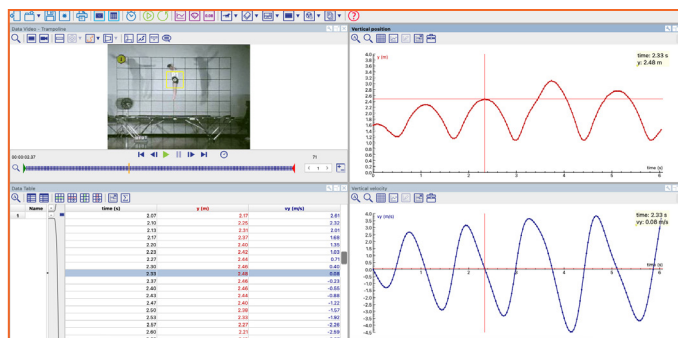 Data Video - Trampoline
00:00:02.37
71
1
Data Table
Name
time (s) y (m) vy (m/s)
1
2.07 2.17 2.61
2.10 2.25 2.32
2.13 2.31 2.01
2.17 2.37 1.69
2.20 2.40 1.35
2.23 2.42 1.03
2.27 2.44 0.71
2.30 2.46 0.40
2.33 2.48 0.08
2.37 2.46 -0.23
2.40 2.46 -0.55
2.43 2.44 -0.88
2.47 2.40 -1.22
2.50 2.39 -1.57
2.53 2.33 -1.92
2.57 2.27 -2.26
2.60 2.21 -2.59
Vertical position
y (m)
time: 2.33 s
y: 2.48 m
4.0
3.8
3.6
3.4
3.2
3.0
2.8
2.6
2.4
2.2
2.0
1.8
1.6
1.4
1.2
1.0
0.8
0.6
0.4
0.2
0.0
time (s)
0 1 2 3 4 5 6
Vertical velocity
vy (m/s)
time: 2.33 s
vy: 0.08 m/s
4.0
3.5
3.0
2.5
2.0
1.5
1.0
0.5
0.0
-0.5
-1.0
-1.5
-2.0
-2.5
-3.0
-3.5
-4.0
-4.5
time (s)
0 1 2 3 4 5 6